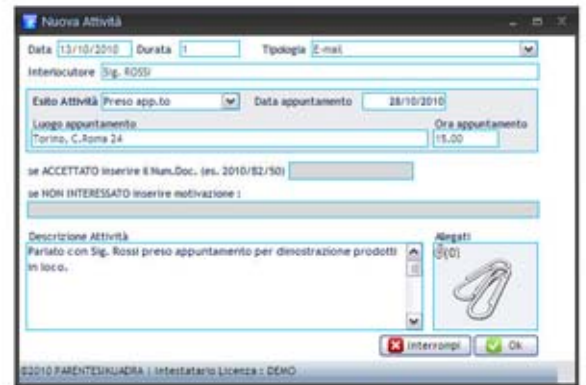 Nuova Attività
Data 13/10/2010 Durata 1 Tipologia E-mail
Interlocutore Sig. ROSSI
Esito Attività Preso app.to Data appuntamento 28/10/2010
Luogo appuntamento Ora appuntamento
Torino, C.Roma 24 15.00
se ACCETTATO inserire il Num.Doc. (es. 2010/82/50)
se NON INTERESSATO inserire motivazione :
Descrizione Attività Allegati
Parlato con Sig. Rossi preso appuntamento per dimostrazione prodotti (0)
in loco.
Interrompi Ok
©2010 PARENTESIKUADRA | Intestatario Licenza : DEMO